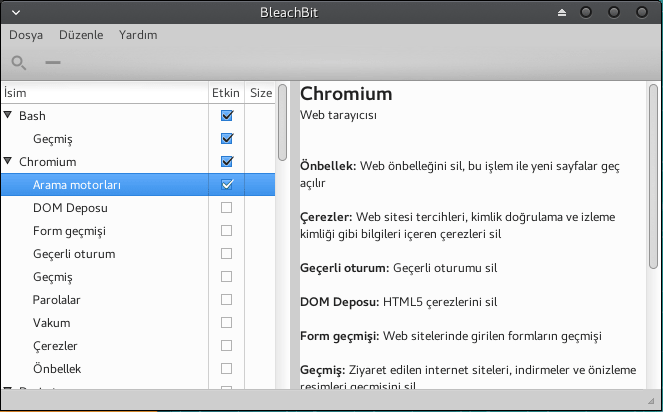 BleachBit
Dosya Düzenle Yardım
İsim Etkin Size
Bash
Geçmiş
Chromium
Arama motorları
DOM Deposu
Form geçmişi
Geçerli oturum
Geçmiş
Parolalar
Vakum
Çerezler
Önbellek
Chromium
Web tarayıcısı
Önbellek: Web önbelleğini sil, bu işlem ile yeni sayfalar geç
açılır
Çerezler: Web sitesi tercihleri, kimlik doğrulama ve izleme
kimliği gibi bilgileri içeren çerezleri sil
Geçerli oturum: Geçerli oturumu sil
DOM Deposu: HTML5 çerezlerini sil
Form geçmişi: Web sitelerinde girilen formların geçmişi
Geçmiş: Ziyaret edilen internet siteleri, indirmeler ve önizleme
resimleri geçmişini sil